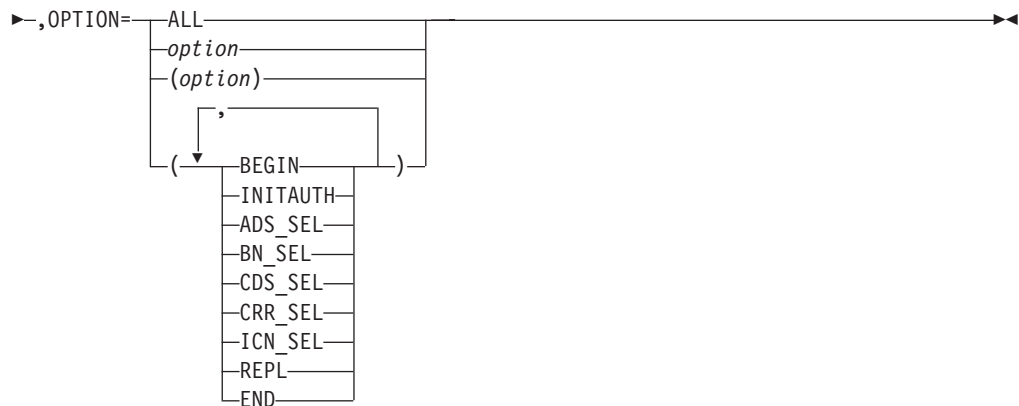 ,OPTION= ALL
option
(option)
,
( BEGIN )
INITAUTH
ADS_SEL
BN_SEL
CDS_SEL
CRR_SEL
ICN_SEL
REPL
END